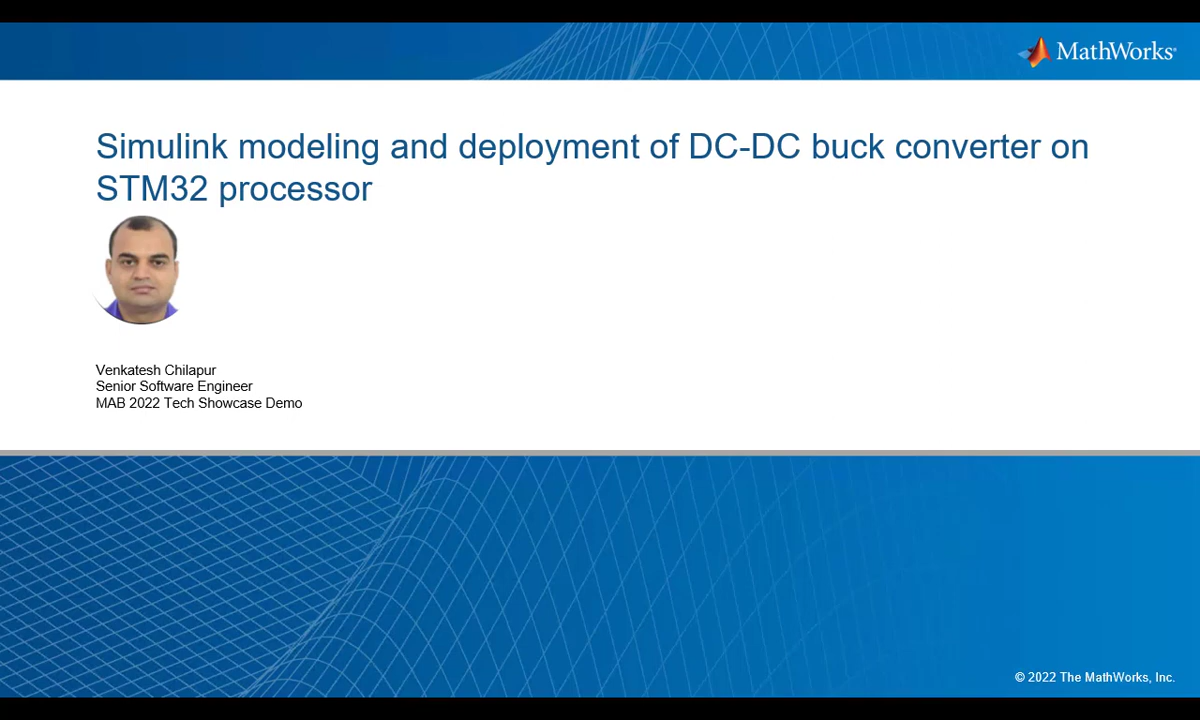 MathWorks®
Simulink modeling and deployment of DC-DC buck converter on
STM32 processor
Venkatesh Chilapur
Senior Software Engineer
MAB 2022 Tech Showcase Demo
© 2022 The MathWorks, Inc.